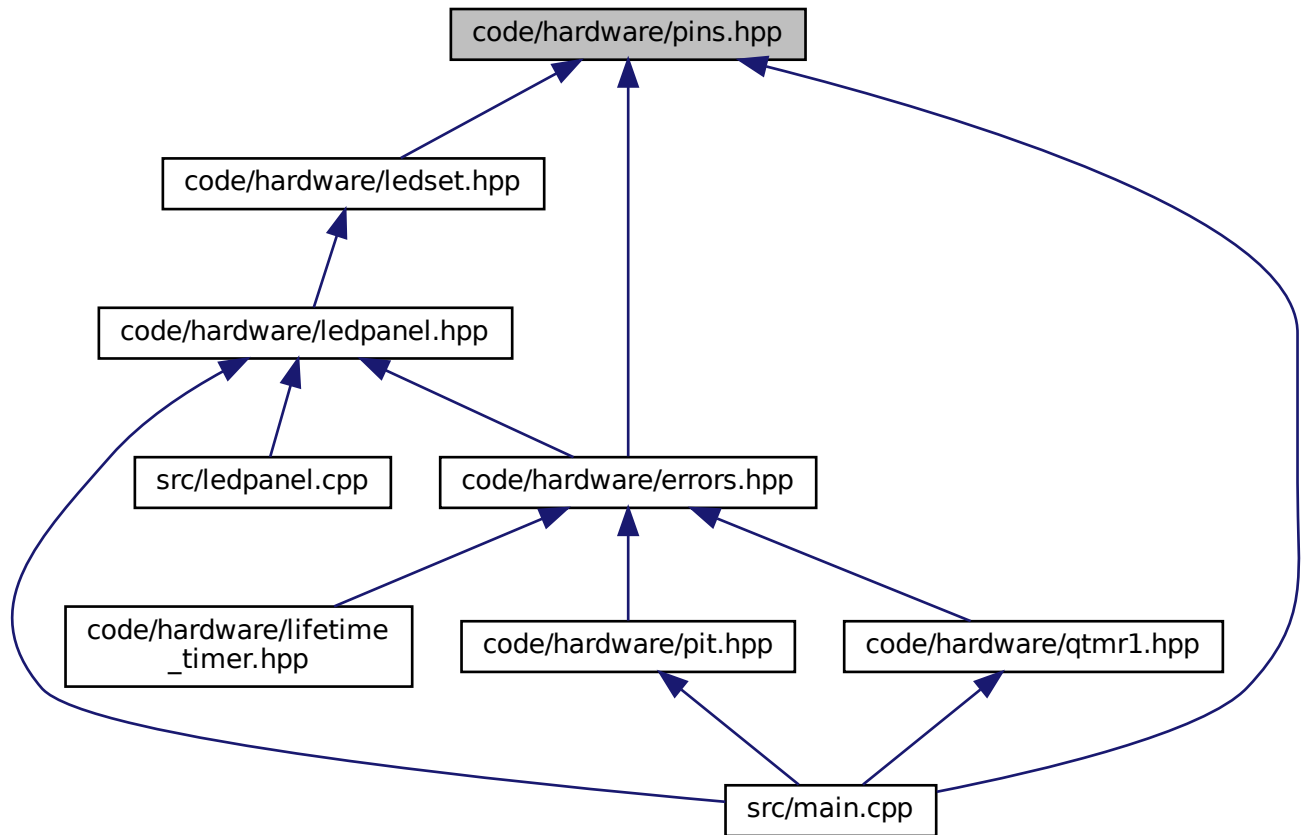 code/hardware/pins.hpp
code/hardware/ledset.hpp
code/hardware/ledpanel.hpp
src/ledpanel.cpp
code/hardware/errors.hpp
code/hardware/lifetime
_timer.hpp
code/hardware/pit.hpp
code/hardware/qtmr1.hpp
src/main.cpp